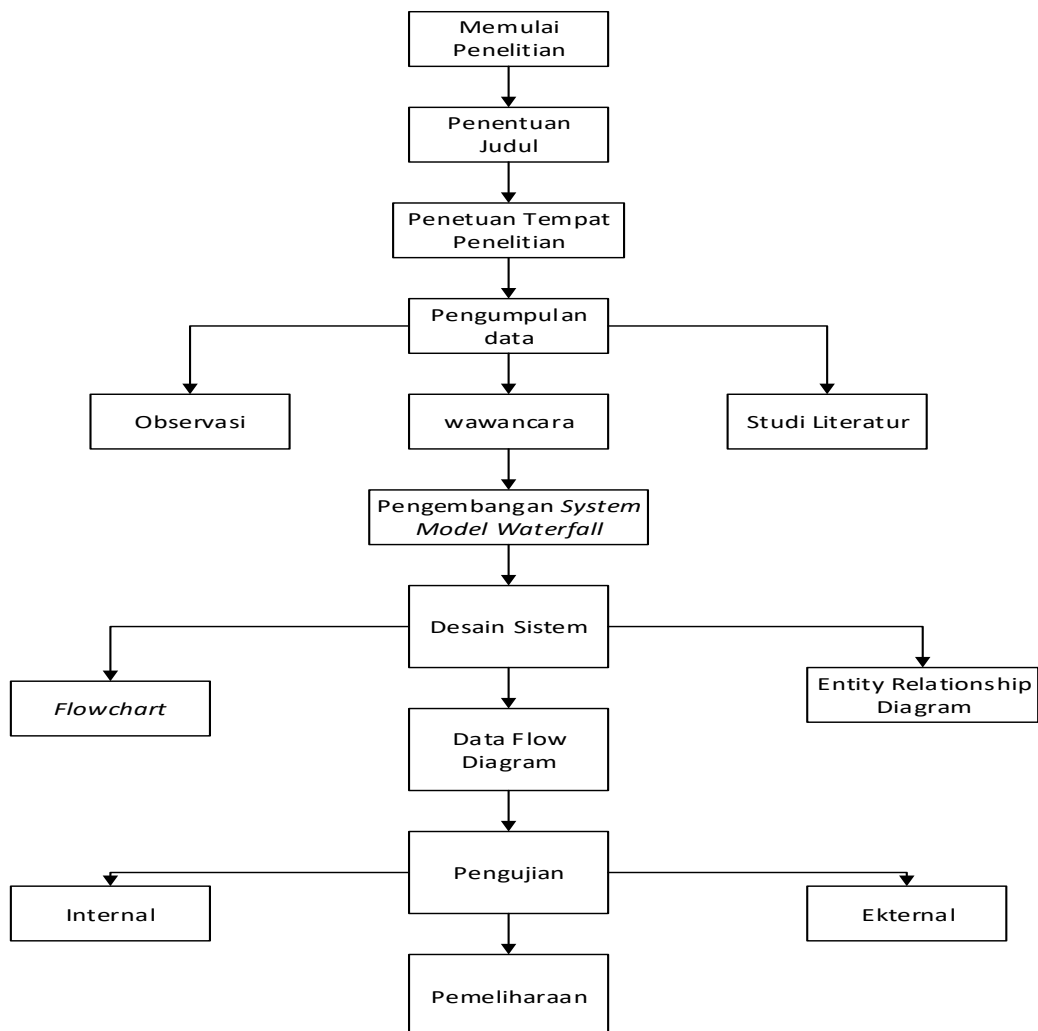 Memulai
Penelitian
Penentuan
Judul
Penetuan Tempat
Penelitian
Pengumpulan
data
Observasi
wawancara
Studi Literatur
Pengembangan System
Model Waterfall
Desain Sistem
Flowchart
Entity Relationship
Diagram
Data Flow
Diagram
Pengujian
Internal
Ekternal
Pemeliharaan